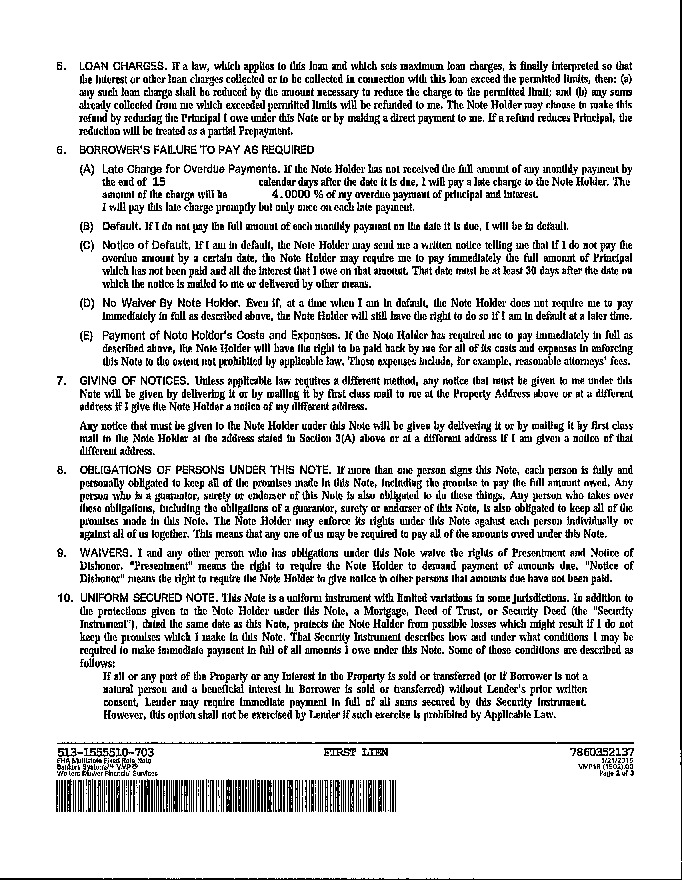 5. LOAN CHARGES. If a law, which applies to this loan and which sets maximum loan charges, is finally interpreted so that
the interest or other loan charges collected or to be collected in connection with this loan exceed the permitted limits, then: (a)
any such loan charge shall be reduced by the amount necessary to reduce the charge to the permitted limit; and (b) any sums
already collected from me which exceeded permitted limits will be refunded to me. The Note Holder may choose to make this
refund by reducing the Principal I owe under this Note or by making a direct payment to me. If a refund reduces Principal, the
reduction will be treated as a partial Prepayment.
6. BORROWER'S FAILURE TO PAY AS REQUIRED
(A) Late Charge for Overdue Payments. If the Note Holder has not received the full amount of any monthly payment by
the end of 15 calendar days after the date it is due, I will pay a late charge to the Note Holder. The
amount of the charge will be 4.0000 % of my overdue payment of principal and interest.
I will pay this late charge promptly but only once on each late payment.
(B) Default. If I do not pay the full amount of each monthly payment on the date it is due, I will be in default.
(C) Notice of Default. If I am in default, the Note Holder may send me a written notice telling me that if I do not pay the
overdue amount by a certain date, the Note Holder may require me to pay immediately the full amount of Principal
which has not been paid and all the interest that I owe on that amount. That date must be at least 30 days after the date on
which the notice is mailed to me or delivered by other means.
(D) No Waiver By Note Holder. Even if, at a time when I am in default, the Note Holder does not require me to pay
immediately in full as described above, the Note Holder will still have the right to do so if I am in default at a later time.
(E) Payment of Note Holder's Costs and Expenses. If the Note Holder has required me to pay immediately in full as
described above, the Note Holder will have the right to be paid back by me for all of its costs and expenses in enforcing
this Note to the extent not prohibited by applicable law. Those expenses include, for example, reasonable attorneys' fees.
7. GIVING OF NOTICES. Unless applicable law requires a different method, any notice that must be given to me under this
Note will be given by delivering it or by mailing it by first class mail to me at the Property Address above or at a different
address if I give the Note Holder a notice of my different address.
Any notice that must be given to the Note Holder under this Note will be given by delivering it or by mailing it by first class
mail to the Note Holder at the address stated in Section 3(A) above or at a different address if I am given a notice of that
different address.
8. OBLIGATIONS OF PERSONS UNDER THIS NOTE. If more than one person signs this Note, each person is fully and
personally obligated to keep all of the promises made in this Note, including the promise to pay the full amount owed. Any
person who is a guarantor, surety or endorser of this Note is also obligated to do these things. Any person who takes over
these obligations, including the obligations of a guarantor, surety or endorser of this Note, is also obligated to keep all of the
promises made in this Note. The Note Holder may enforce its rights under this Note against each person individually or
against all of us together. This means that any one of us may be required to pay all of the amounts owed under this Note.
9. WAIVERS. I and any other person who has obligations under this Note waive the rights of Presentment and Notice of
Dishonor. "Presentment" means the right to require the Note Holder to demand payment of amounts due. "Notice of
Dishonor" means the right to require the Note Holder to give notice to other persons that amounts due have not been paid.
10. UNIFORM SECURED NOTE. This Note is a uniform instrument with limited variations in some jurisdictions. In addition to
the protections given to the Note Holder under this Note, a Mortgage, Deed of Trust, or Security Deed (the "Security
Instrument"), dated the same date as this Note, protects the Note Holder from possible losses which might result if I do not
keep the promises which I make in this Note. That Security Instrument describes how and under what conditions I may be
required to make immediate payment in full of all amounts I owe under this Note. Some of those conditions are described as
follows:
If all or any part of the Property or any Interest in the Property is sold or transferred (or if Borrower is not a
natural person and a beneficial interest in Borrower is sold or transferred) without Lender's prior written
consent, Lender may require immediate payment in full of all sums secured by this Security Instrument.
However, this option shall not be exercised by Lender if such exercise is prohibited by Applicable Law.
513-1555510-703 FIRST LIEN 7860352137
FHA Multistate Fixed Rate Note
Bankers Systems™ VMP®
VMP1R (1502).00
Wolters Kluwer Financial Services Page 2 of 3